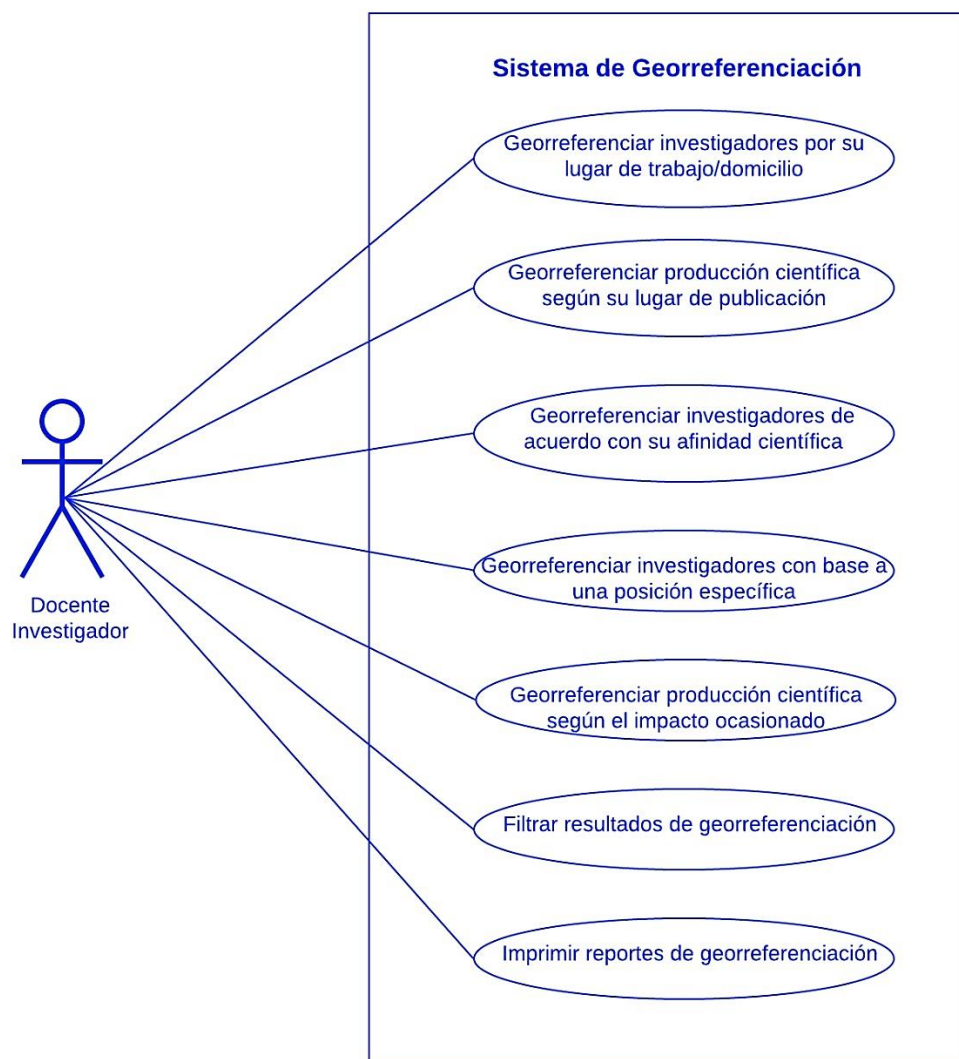 Sistema de Georreferenciación
Georreferenciar investigadores por su
lugar de trabajo/domicilio
Georreferenciar producción científica
según su lugar de publicación
Georreferenciar investigadores de
acuerdo con su afinidad científica
Georreferenciar investigadores con base a
una posición específica
Docente
Investigador
Georreferenciar producción científica
según el impacto ocasionado
Filtrar resultados de georreferenciación
Imprimir reportes de georreferenciación